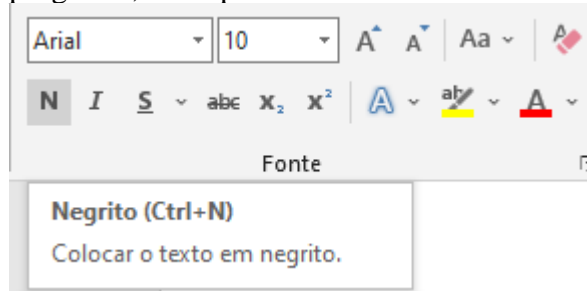 Arial 10 A A Aa A
N I S abc X₂ X² A ab A
Fonte
Negrito (Ctrl+N)
Colocar o texto em negrito.